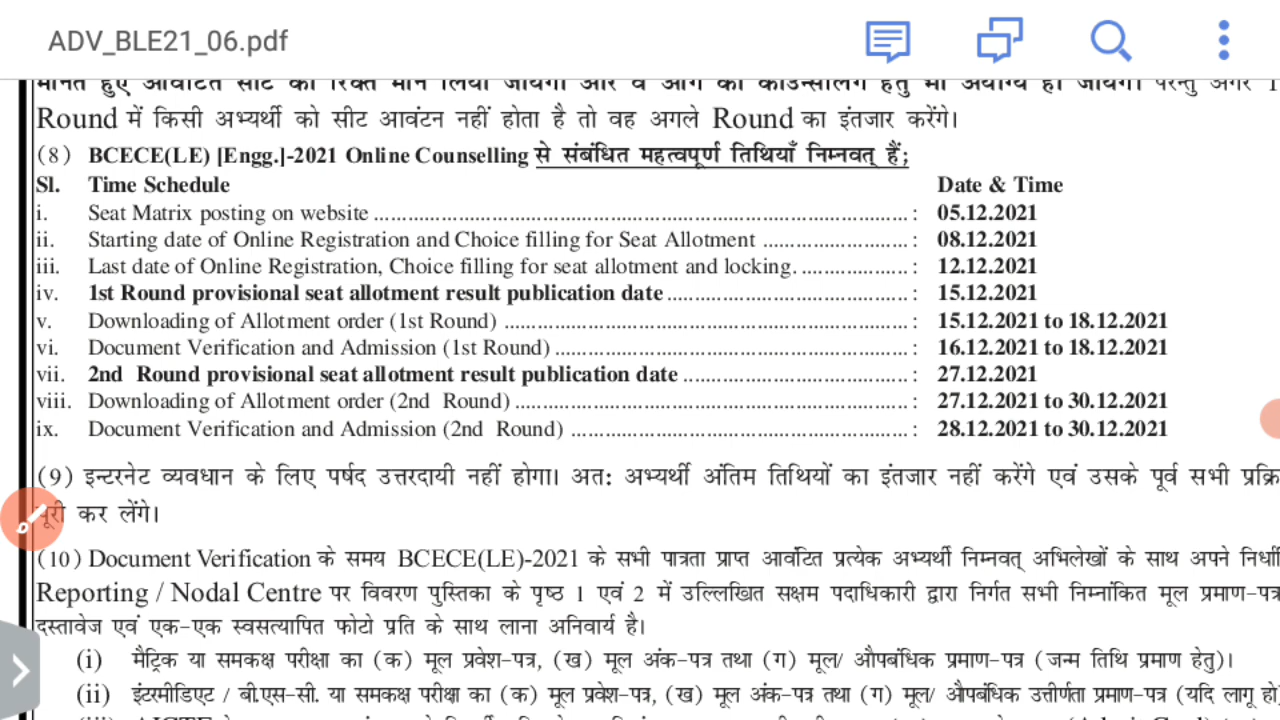 ADV_BLE21_06.pdf
मानते हुए आवंटित सीट को रिक्त मान लिया जायेगा और वे आगे की काउन्सलिंग हेतु भी अयोग्य हो जायेंगे। परन्तु अगर 1
Round में किसी अभ्यर्थी को सीट आवंटन नहीं होता है तो वह अगले Round का इंतजार करेंगे।
(8) BCECE(LE) [Engg.]-2021 Online Counselling से संबंधित महत्वपूर्ण तिथियाँ निम्नवत् हैं;
Sl. Time Schedule Date & Time
i. Seat Matrix posting on website : 05.12.2021
ii. Starting date of Online Registration and Choice filling for Seat Allotment : 08.12.2021
iii. Last date of Online Registration, Choice filling for seat allotment and locking. : 12.12.2021
iv. 1st Round provisional seat allotment result publication date : 15.12.2021
v. Downloading of Allotment order (1st Round) : 15.12.2021 to 18.12.2021
vi. Document Verification and Admission (1st Round) : 16.12.2021 to 18.12.2021
vii. 2nd Round provisional seat allotment result publication date : 27.12.2021
viii. Downloading of Allotment order (2nd Round) : 27.12.2021 to 30.12.2021
ix. Document Verification and Admission (2nd Round) : 28.12.2021 to 30.12.2021
(9) इन्टरनेट व्यवधान के लिए पर्षद उत्तरदायी नहीं होगा। अत: अभ्यर्थी अंतिम तिथियों का इंतजार नहीं करेंगे एवं उसके पूर्व सभी प्रक्रि
पूरी कर लेंगे।
(10) Document Verification के समय BCECE(LE)-2021 के सभी पात्रता प्राप्त आवंटित प्रत्येक अभ्यर्थी निम्नवत् अभिलेखों के साथ अपने निर्धा
Reporting / Nodal Centre पर विवरण पुस्तिका के पृष्ठ 1 एवं 2 में उल्लिखित सक्षम पदाधिकारी द्वारा निर्गत सभी निम्नांकित मूल प्रमाण-पत्र
दस्तावेज एवं एक-एक स्वसत्यापित फोटो प्रति के साथ लाना अनिवार्य है।
(i) मैट्रिक या समकक्ष परीक्षा का (क) मूल प्रवेश-पत्र, (ख) मूल अंक-पत्र तथा (ग) मूल/ औपबंधिक प्रमाण-पत्र (जन्म तिथि प्रमाण हेतु)।
(ii) इंटरमीडिएट / बी.एस-सी. या समकक्ष परीक्षा का (क) मूल प्रवेश-पत्र, (ख) मूल अंक-पत्र तथा (ग) मूल/ औपबंधिक उत्तीर्णता प्रमाण-पत्र (यदि लागू हो